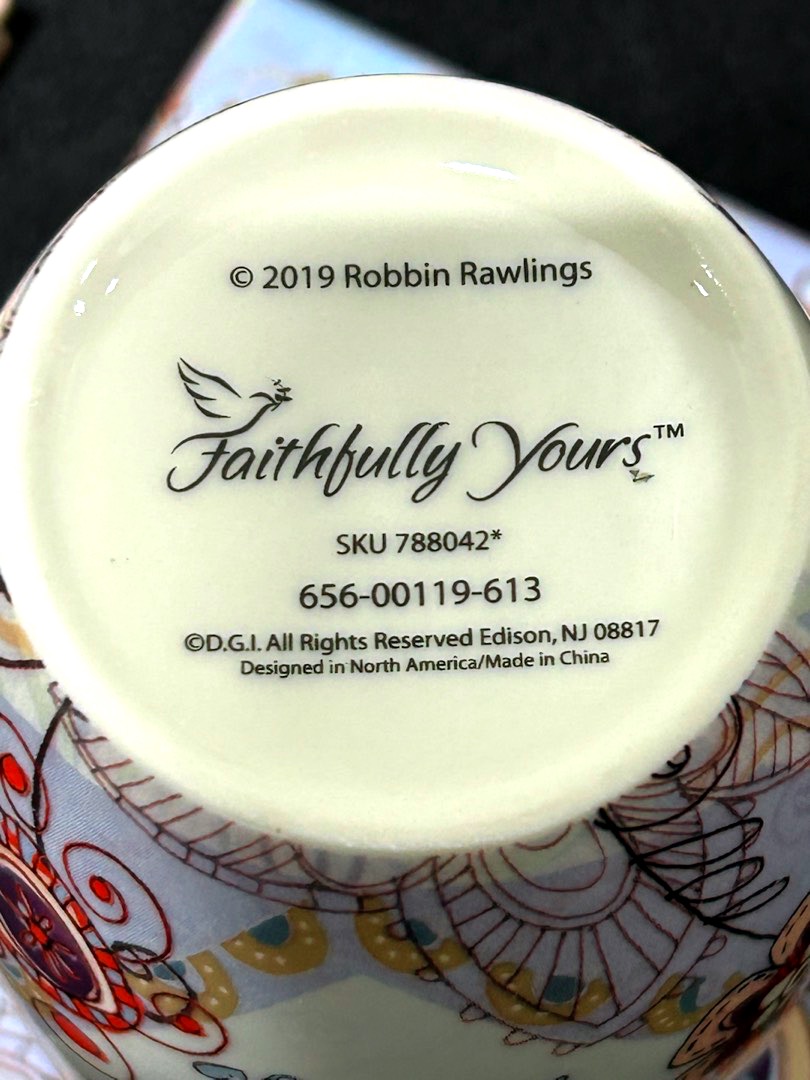 © 2019 Robbin Rawlings
Faithfully Yours™
SKU 788042*
656-00119-613
©D.G.I. All Rights Reserved Edison, NJ 08817
Designed in North America/Made in China